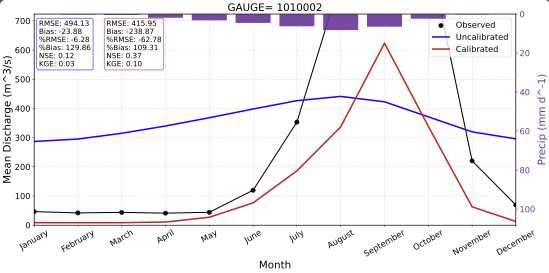 GAUGE= 1010002
RMSE: 494.13
Bias: -23.88
%RMSE: -6.28
%Bias: 129.86
NSE: 0.12
KGE: 0.03
RMSE: 415.95
Bias: -238.87
%RMSE: -62.78
%Bias: 109.31
NSE: 0.37
KGE: 0.10
Observed
Uncalibrated
Calibrated
Mean Discharge (m^3/s)
700
600
500
400
300
200
100
0
Precip (mm d^-1)
0
20
40
60
80
100
January
February
March
April
May
June
July
August
September
October
November
December
Month